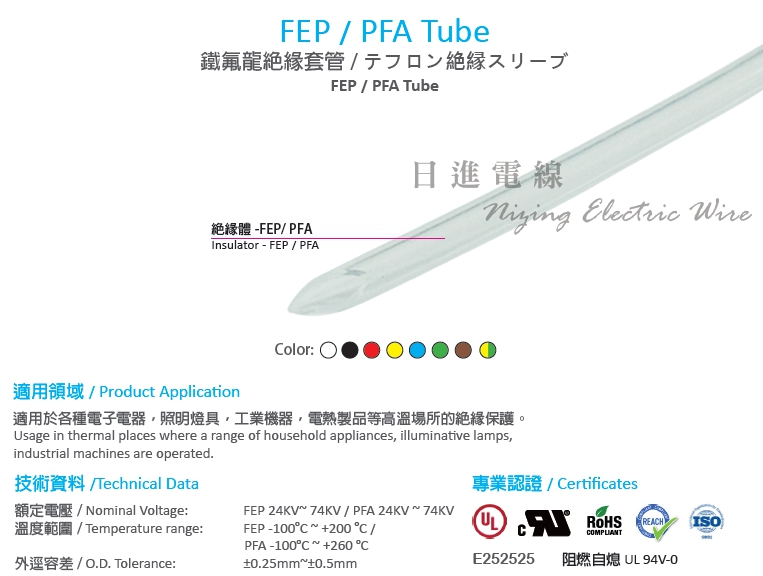 FEP / PFA Tube
鐵氟龍絕緣套管 / テフロン絶縁スリーブ
FEP / PFA Tube
日進電線
Nizing Electric Wire
絕緣體 -FEP/ PFA
Insulator - FEP / PFA
Color:
適用領域 / Product Application
適用於各種電子電器，照明燈具，工業機器，電熱製品等高溫場所的絕緣保護。
Usage in thermal places where a range of household appliances, illuminative lamps,
industrial machines are operated.
技術資料 /Technical Data
額定電壓 / Nominal Voltage: FEP 24KV~ 74KV / PFA 24KV ~ 74KV
溫度範圍 / Temperature range: FEP -100°C ~ +200 °C /
PFA -100°C ~ +260 °C
外逕容差 / O.D. Tolerance: ±0.25mm~±0.5mm
專業認證 / Certificates
UL
c RU ®
RoHS
COMPLIANT
REACH
ISO
E252525 阻燃自熄 UL 94V-0